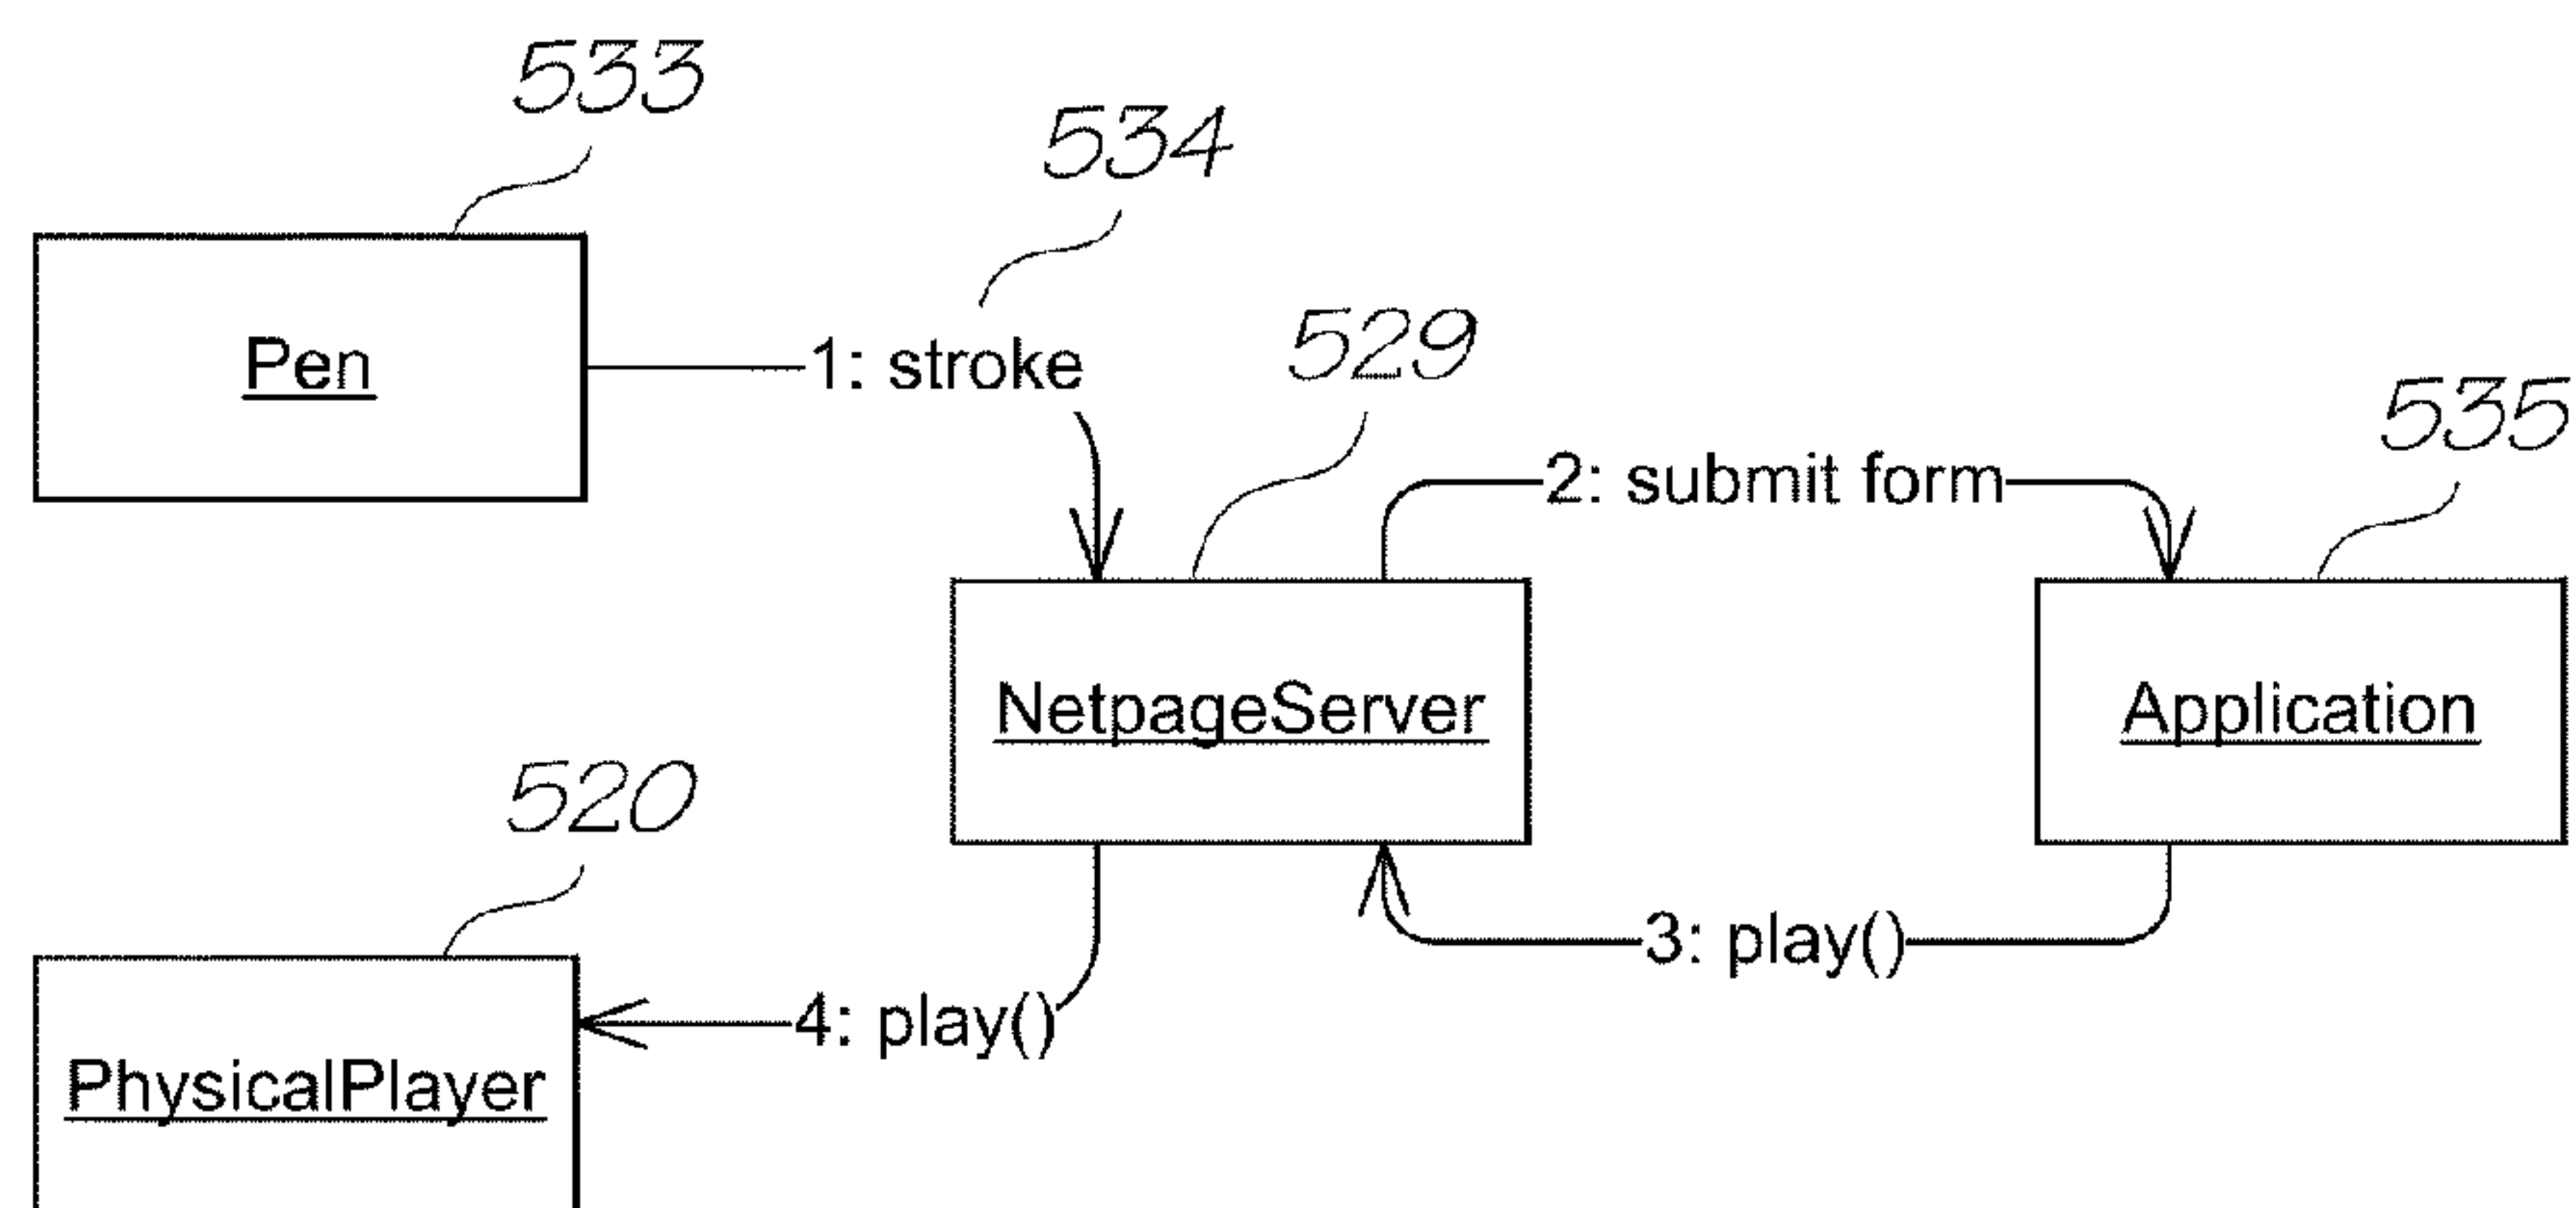 533
534
Pen
1: stroke
529
535
2: submit form
NetpageServer
Application
520
3: play()
4: play()
PhysicalPlayer